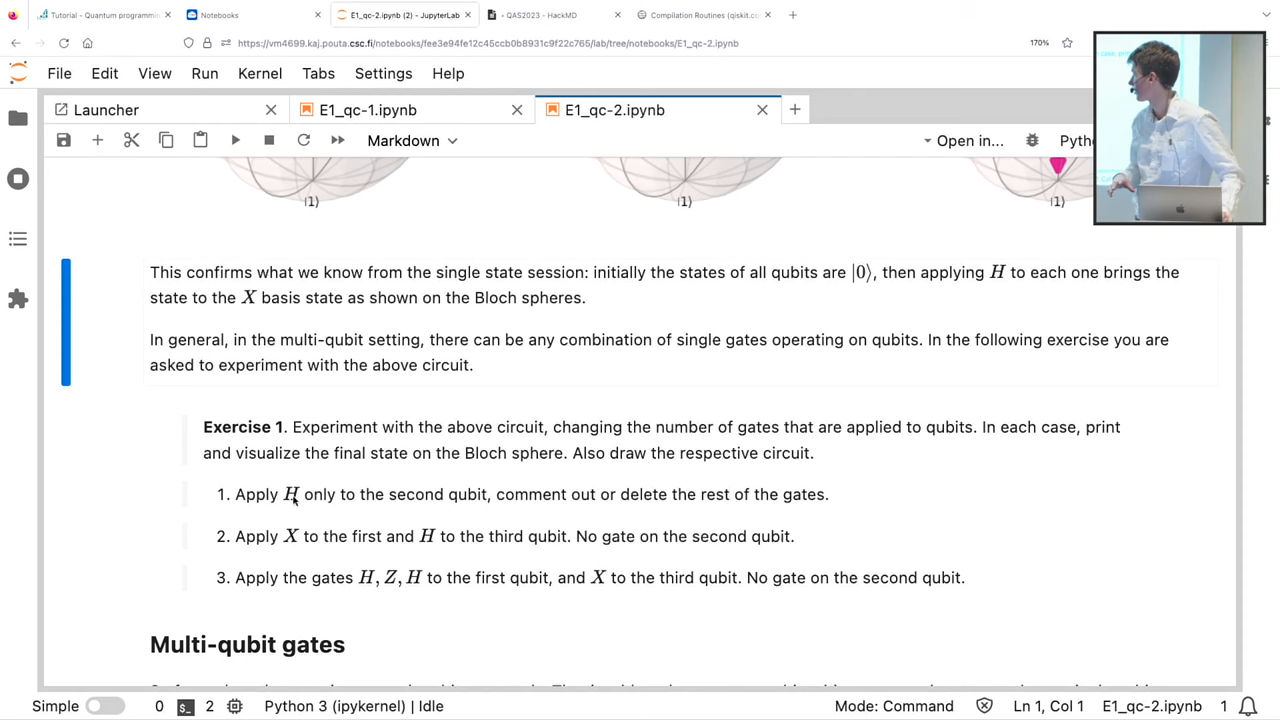 Tutorial - Quantum programmin
Notebooks
E1_qc-2.ipynb (2) - JupyterLab
- QAS2023 - HackMD
Compilation Routines (qiskit.co
https://vm4699.kaj.pouta.csc.fi/notebooks/fee3e94fe12c45ccb0b8931c9f22c765/lab/tree/notebooks/E1_qc-2.ipynb
170%
File Edit View Run Kernel Tabs Settings Help
Launcher
E1_qc-1.ipynb
E1_qc-2.ipynb
Markdown
Open in...
Pyth
|1⟩ |1⟩ |1⟩
This confirms what we know from the single state session: initially the states of all qubits are |0⟩, then applying H to each one brings the
state to the X basis state as shown on the Bloch spheres.
In general, in the multi-qubit setting, there can be any combination of single gates operating on qubits. In the following exercise you are
asked to experiment with the above circuit.
Exercise 1. Experiment with the above circuit, changing the number of gates that are applied to qubits. In each case, print
and visualize the final state on the Bloch sphere. Also draw the respective circuit.
1. Apply H only to the second qubit, comment out or delete the rest of the gates.
2. Apply X to the first and H to the third qubit. No gate on the second qubit.
3. Apply the gates H, Z, H to the first qubit, and X to the third qubit. No gate on the second qubit.
Multi-qubit gates
Simple 0 2 Python 3 (ipykernel) | Idle Mode: Command Ln 1, Col 1 E1_qc-2.ipynb 1